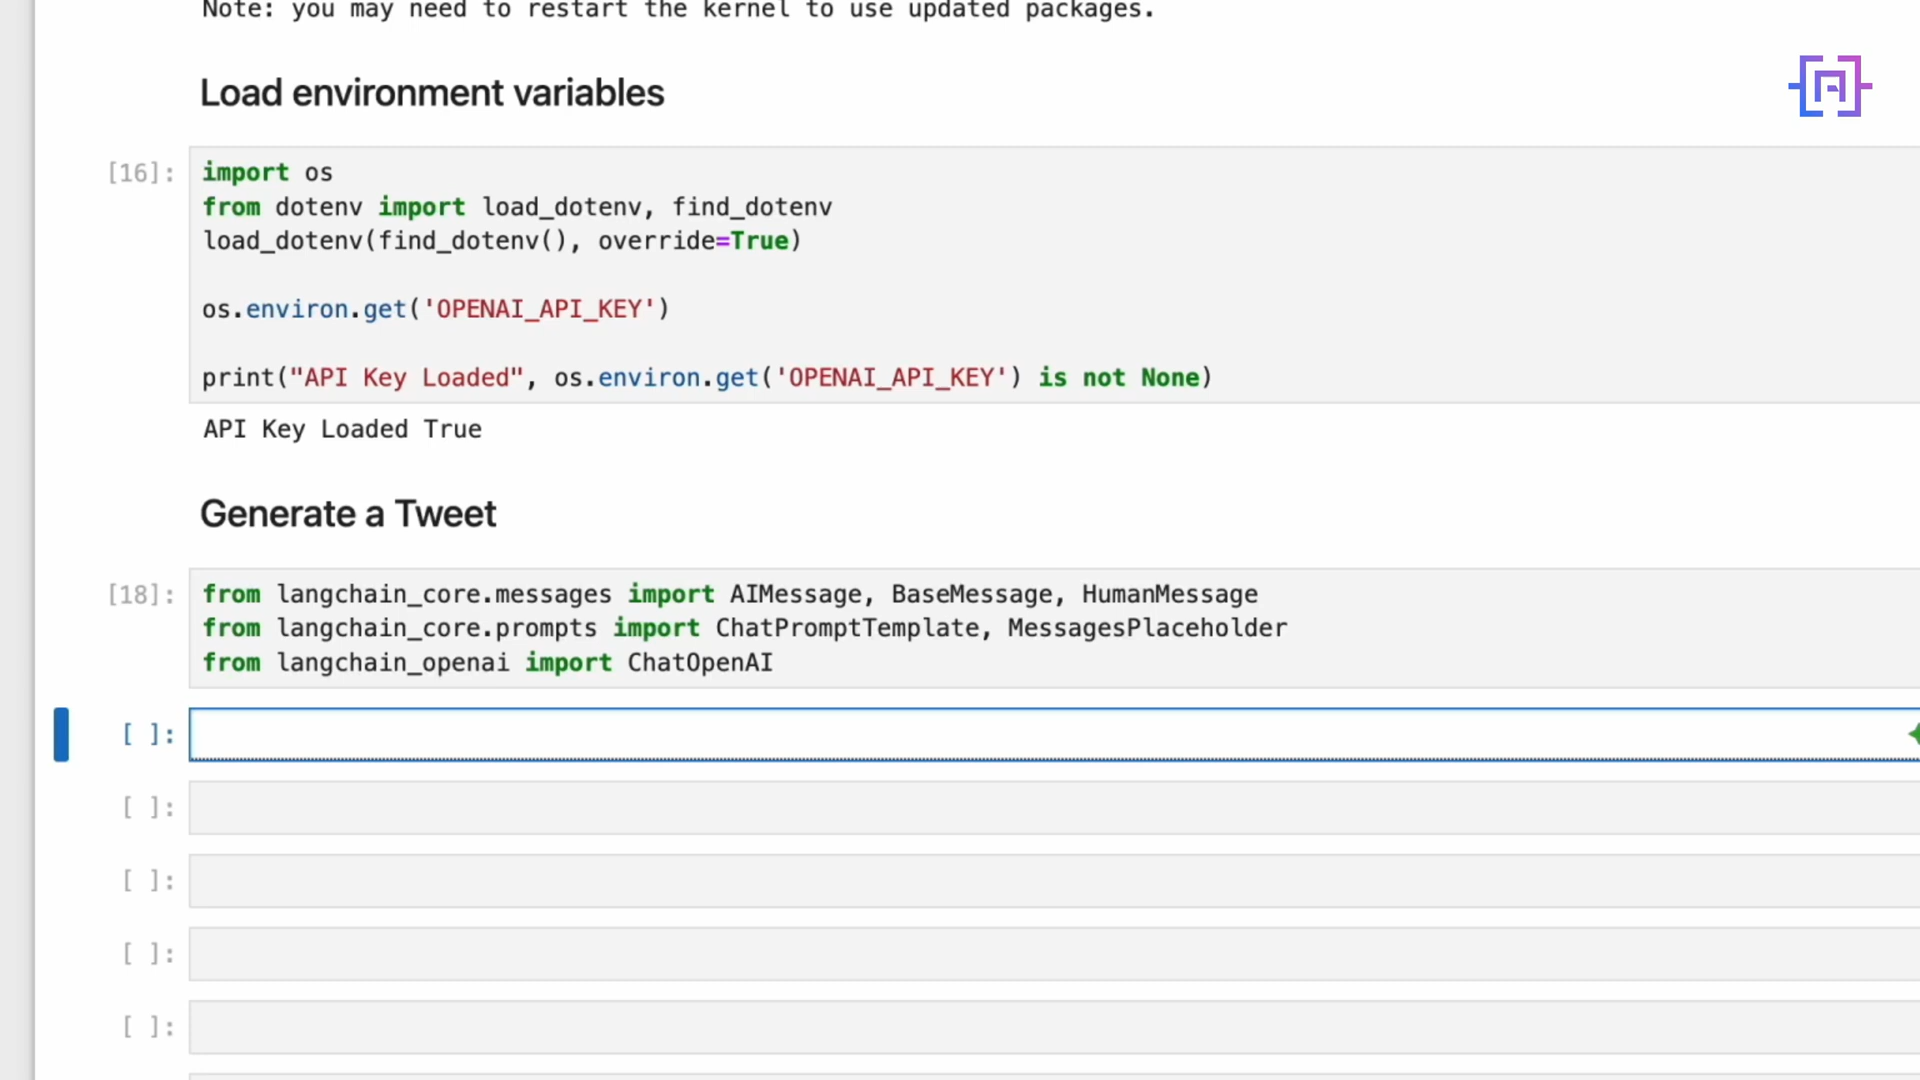 Note: you may need to restart the kernel to use updated packages.
Load environment variables
[16]:
import os
from dotenv import load_dotenv, find_dotenv
load_dotenv(find_dotenv(), override=True)
os.environ.get('OPENAI_API_KEY')
print("API Key Loaded", os.environ.get('OPENAI_API_KEY') is not None)
API Key Loaded True
Generate a Tweet
[18]:
from langchain_core.messages import AIMessage, BaseMessage, HumanMessage
from langchain_core.prompts import ChatPromptTemplate, MessagesPlaceholder
from langchain_openai import ChatOpenAI
[ ]:
[ ]:
[ ]:
[ ]:
[ ]: